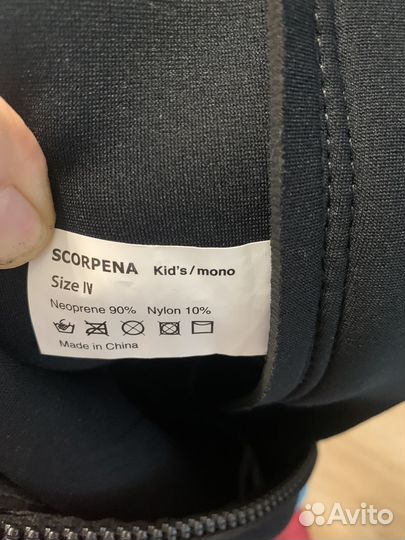 SCORPENA Kid's/mono
Size IV
Neoprene 90% Nylon 10%
Made in China
Avito